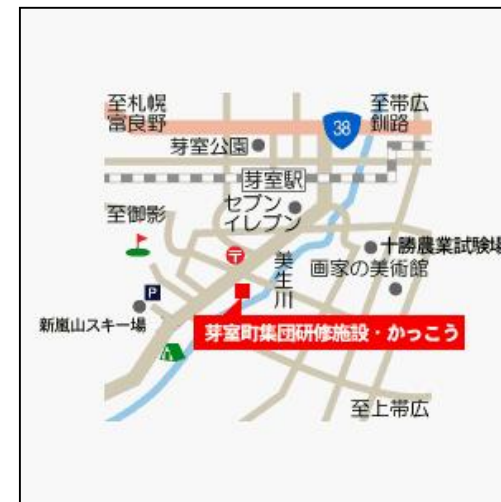 至札幌
富良野
至帯広
釧路
38
芽室公園
芽室駅
至御影
セブン
イレブン
十勝農業試験場
美生川
画家の美術館
P
新嵐山スキー場
芽室町集団研修施設・かっこう
至上帯広